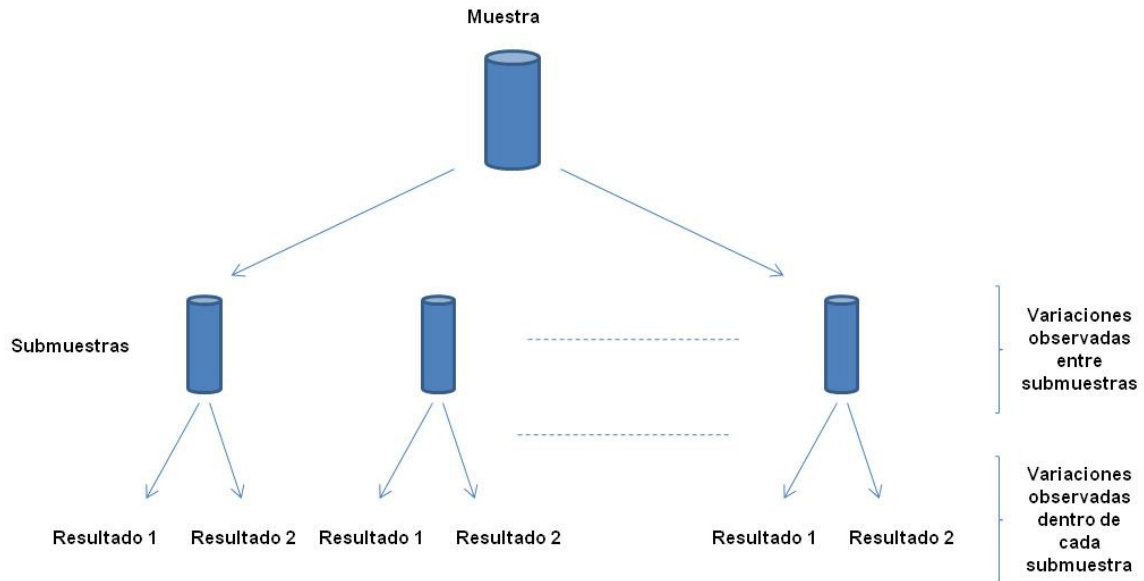 Muestra
Submuestras
Variaciones
observadas
entre
submuestras
Resultado 1
Resultado 2
Resultado 1
Resultado 2
Resultado 1
Resultado 2
Variaciones
observadas
dentro de
cada
submuestra